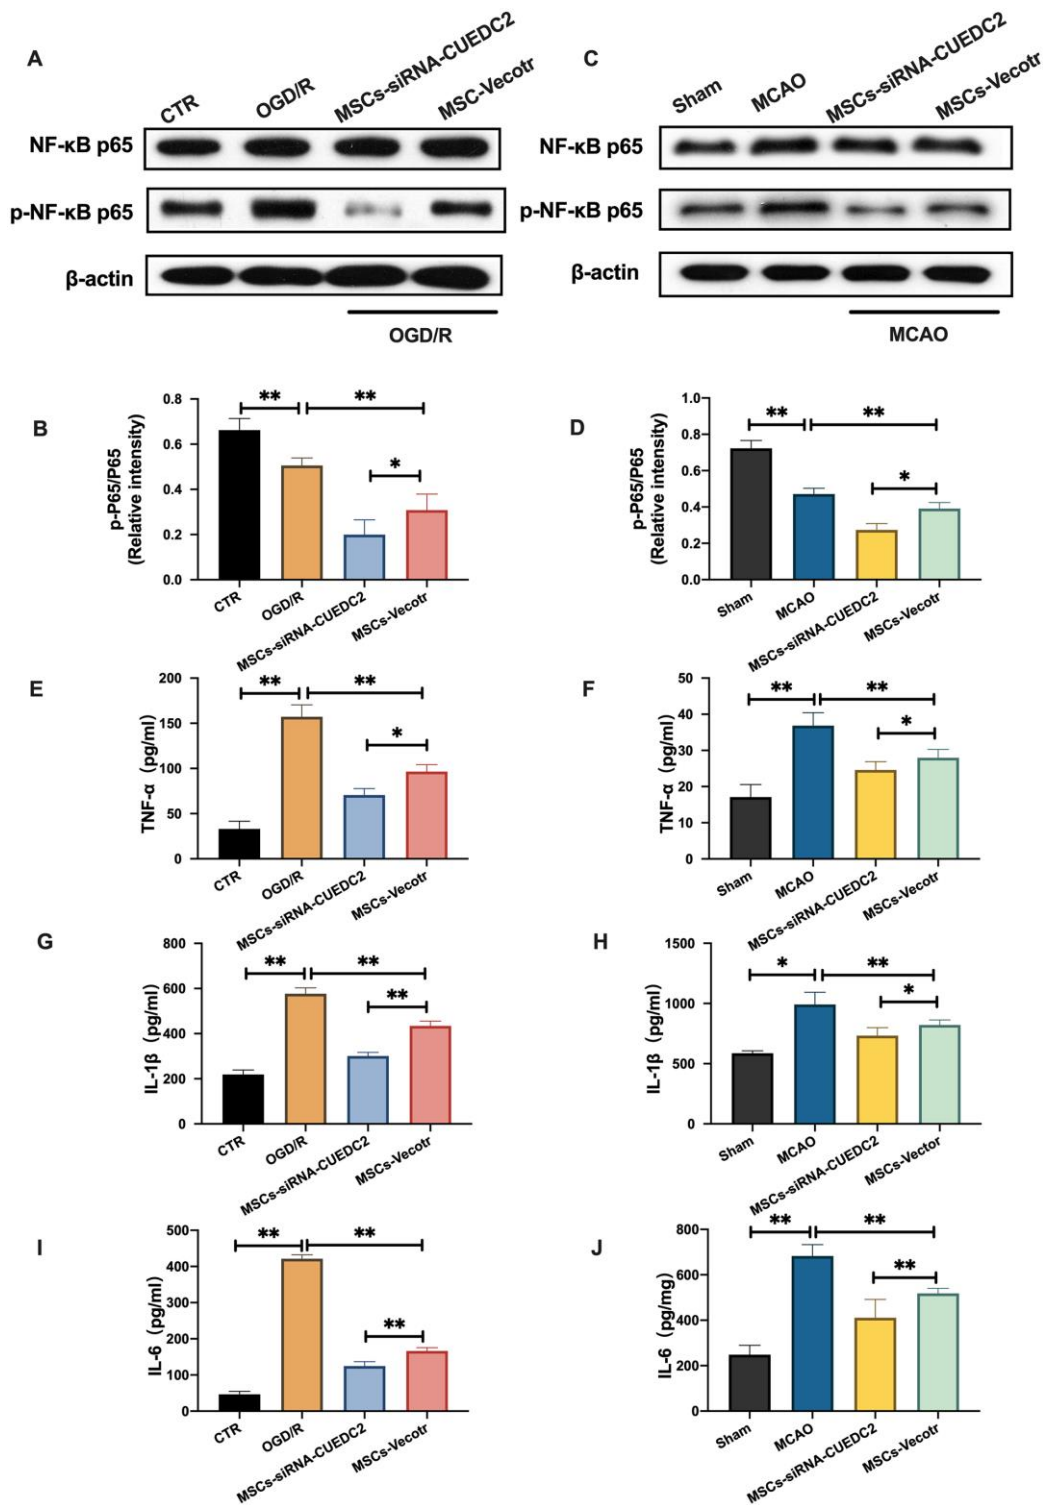 A
CTR
OGD/R
MSCs-siRNA-CUEDC2
MSC-Vecotr
NF-κB p65
p-NF-κB p65
β-actin
OGD/R
C
Sham
MCAO
MSCs-siRNA-CUEDC2
MSCs-Vecotr
NF-κB p65
p-NF-κB p65
β-actin
MCAO
B
p-P65/P65
(Relative intensity)
0.8
0.6
0.4
0.2
0.0
**
**
*
CTR
OGD/R
MSCs-siRNA-CUEDC2
MSCs-Vecotr
D
p-P65/P65
(Relative intensity)
1.0
0.8
0.6
0.4
0.2
0.0
**
**
*
Sham
MCAO
MSCs-siRNA-CUEDC2
MSCs-Vecotr
E
TNF-α (pg/ml)
200
150
100
50
0
**
**
*
CTR
OGD/R
MSCs-siRNA-CUEDC2
MSCs-Vecotr
F
TNF-α (pg/ml)
50
40
30
20
10
0
**
**
*
Sham
MCAO
MSCs-siRNA-CUEDC2
MSCs-Vecotr
G
IL-1β (pg/ml)
800
600
400
200
0
**
**
**
CTR
OGD/R
MSCs-siRNA-CUEDC2
MSCs-Vecotr
H
IL-1β (pg/ml)
1500
1000
500
0
*
**
*
Sham
MCAO
MSCs-siRNA-CUEDC2
MSCs-Vector
I
IL-6 (pg/ml)
500
400
300
200
100
0
**
**
**
CTR
OGD/R
MSCs-siRNA-CUEDC2
MSCs-Vecotr
J
IL-6 (pg/mg)
800
600
400
200
0
**
**
**
Sham
MCAO
MSCs-siRNA-CUEDC2
MSCs-Vecotr